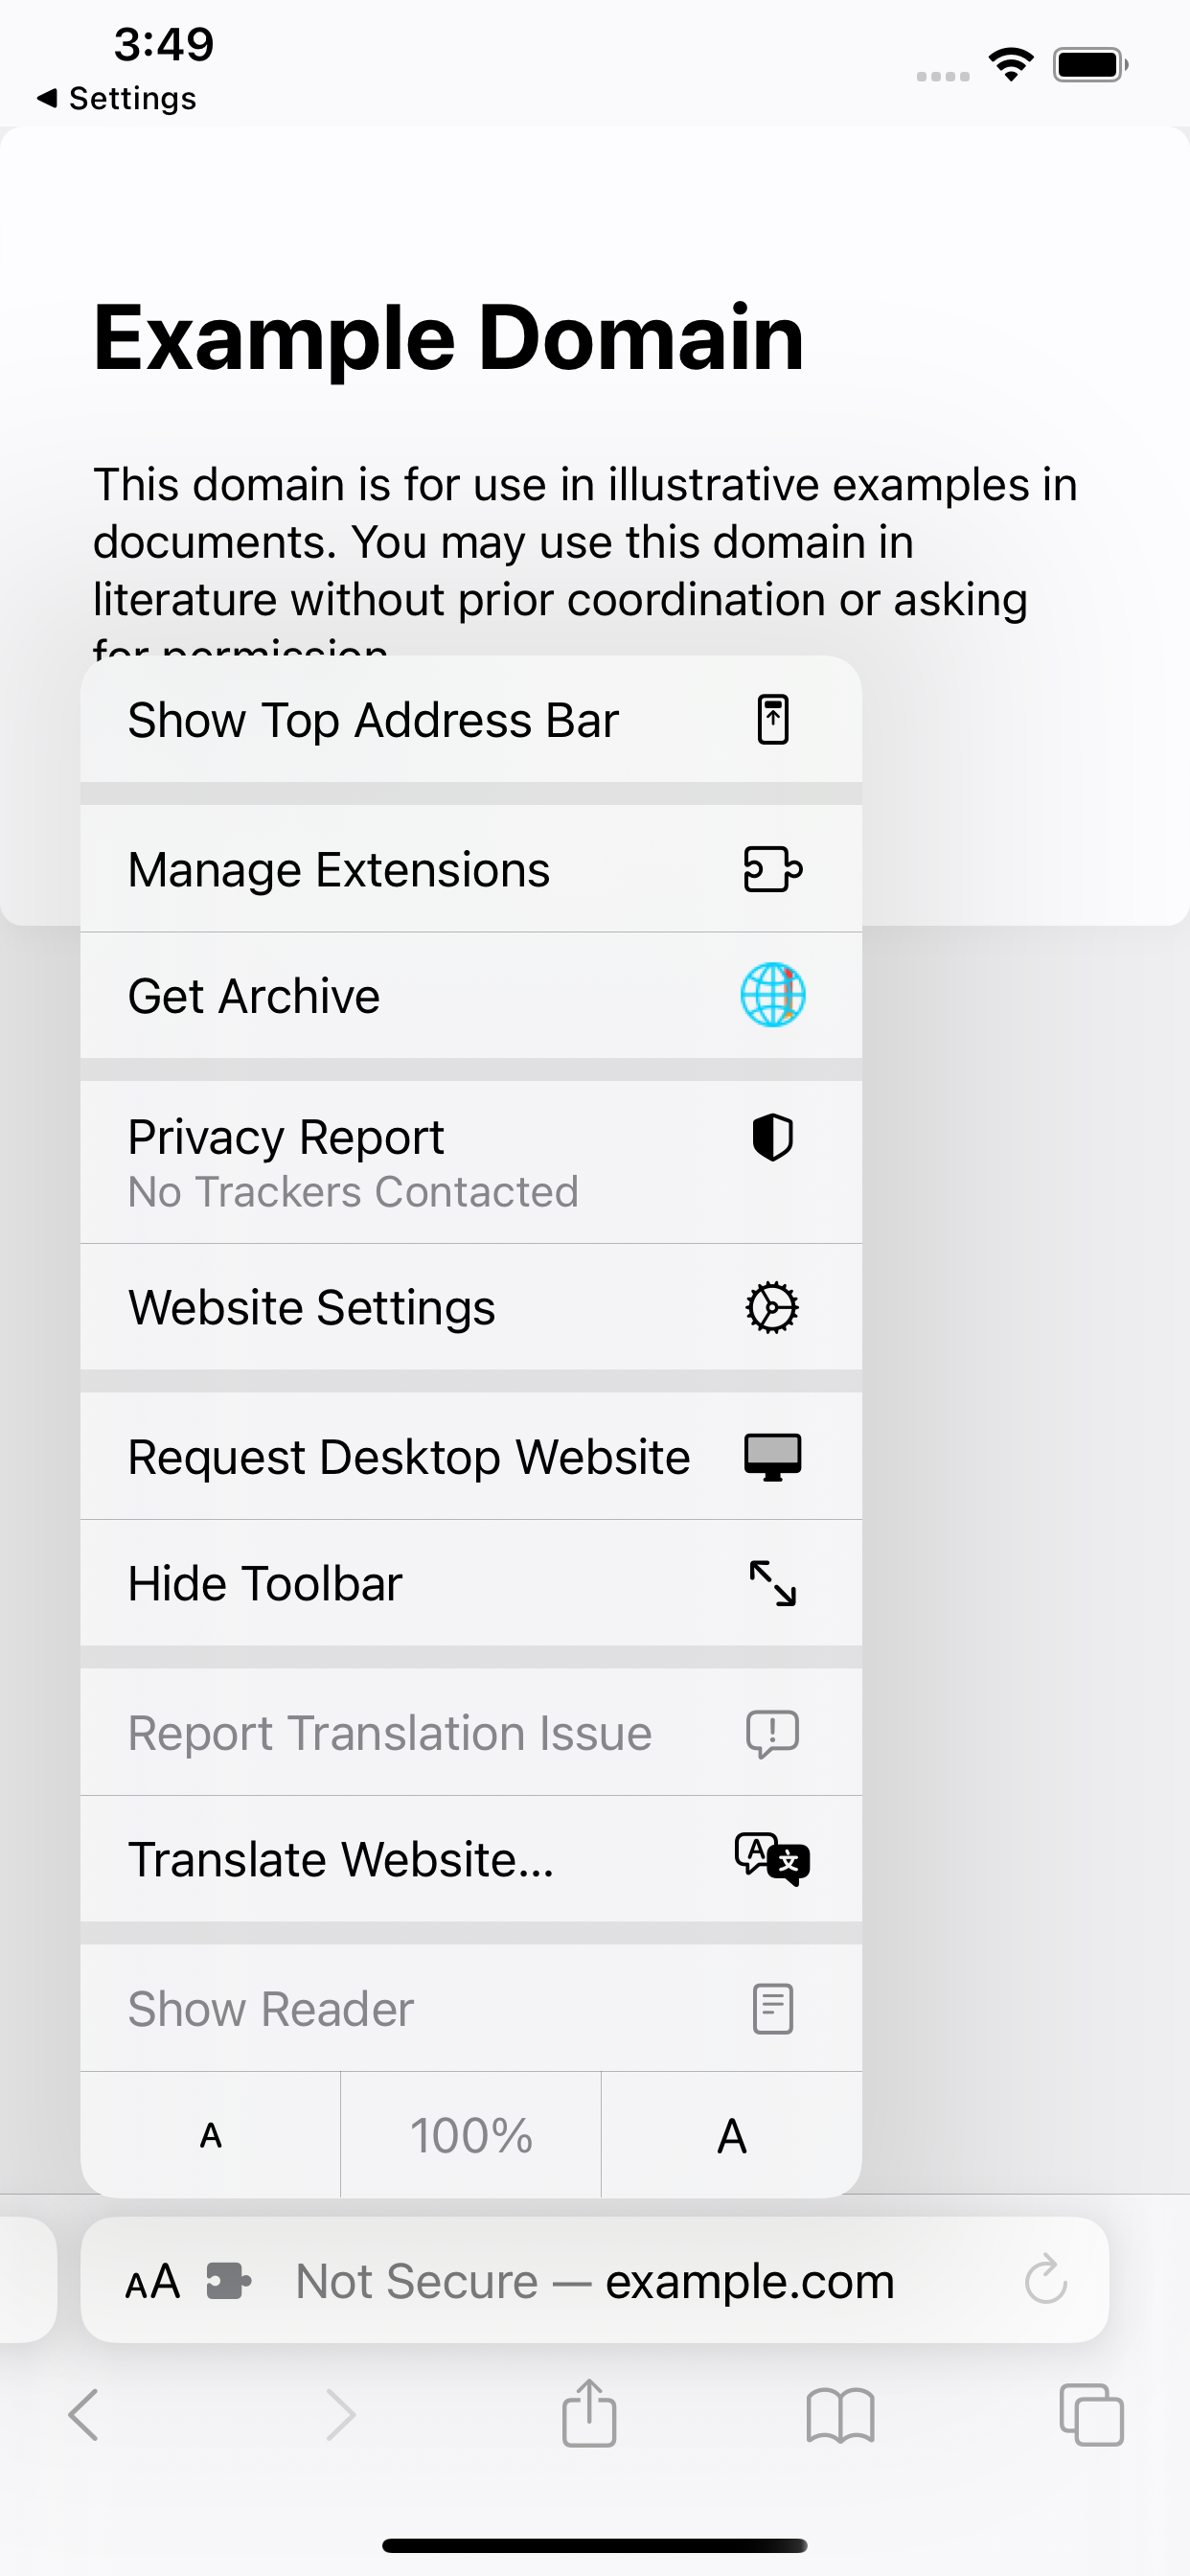 3:49
Settings
Example Domain
This domain is for use in illustrative examples in
documents. You may use this domain in
literature without prior coordination or asking
for permission.
Show Top Address Bar
Manage Extensions
Get Archive
Privacy Report
No Trackers Contacted
Website Settings
Request Desktop Website
Hide Toolbar
Report Translation Issue
Translate Website...
A 文
Show Reader
A 100% A
AA Not Secure — example.com